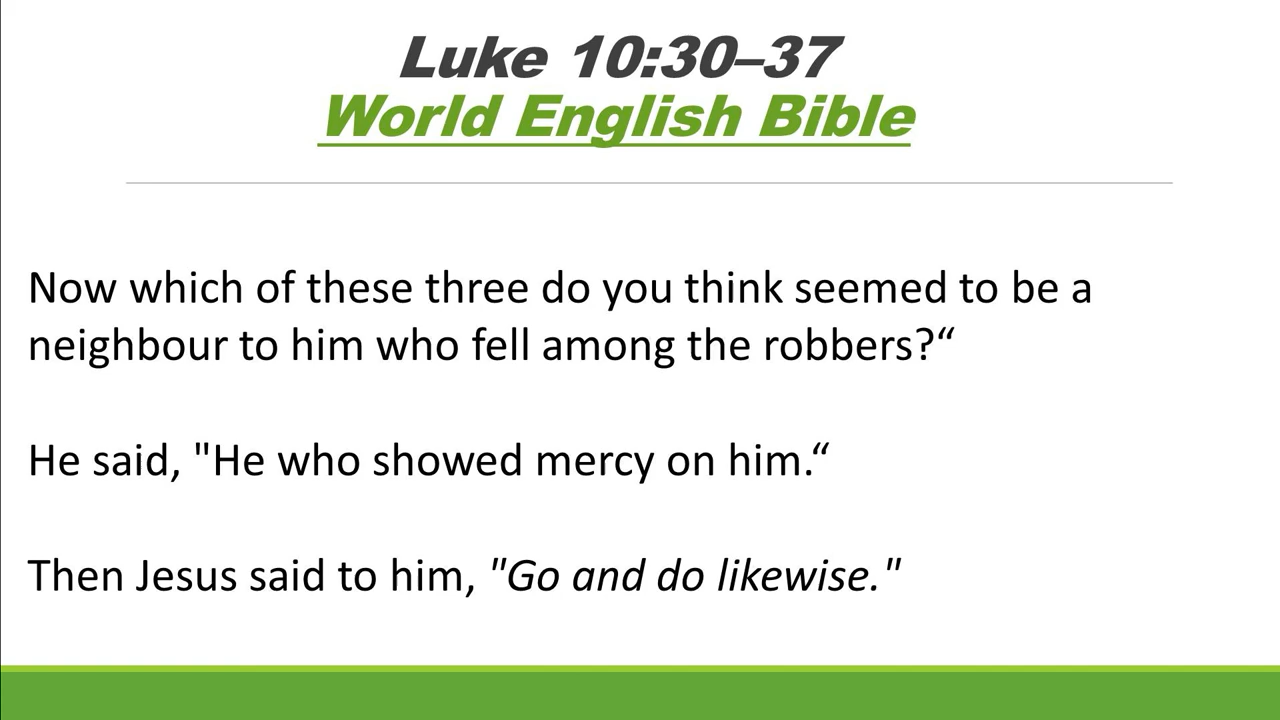 Luke 10:30–37
World English Bible
Now which of these three do you think seemed to be a
neighbour to him who fell among the robbers?“
He said, "He who showed mercy on him.“
Then Jesus said to him, "Go and do likewise."